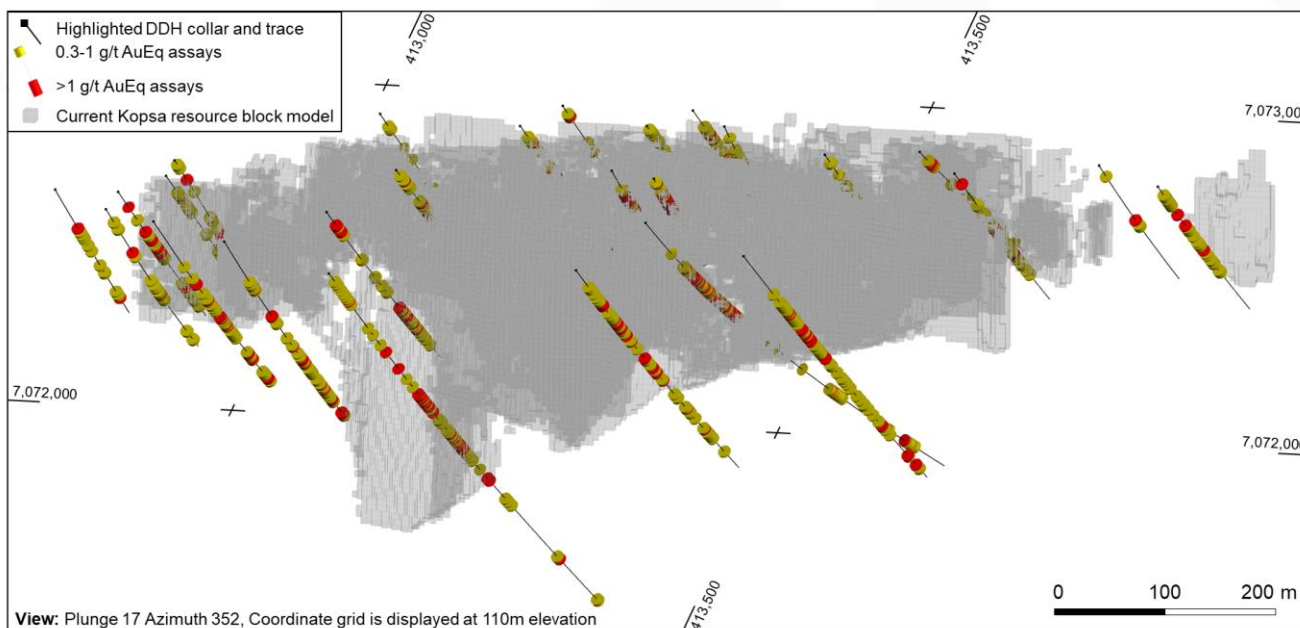 Highlighted DDH collar and trace
0.3-1 g/t AuEq assays
>1 g/t AuEq assays
Current Kopsa resource block model
413,000
413,500
7,073,000
7,072,000
7,072,000
413,500
View: Plunge 17 Azimuth 352, Coordinate grid is displayed at 110m elevation
0 100 200 m